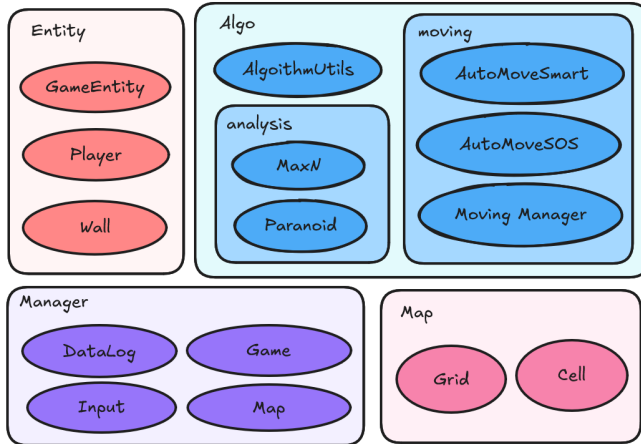 Entity
GameEntity
Player
Wall
Algo
AlgoithmUtils
analysis
MaxN
Paranoid
moving
AutoMoveSmart
AutoMoveSOS
Moving Manager
Manager
DataLog
Game
Input
Map
Map
Grid
Cell